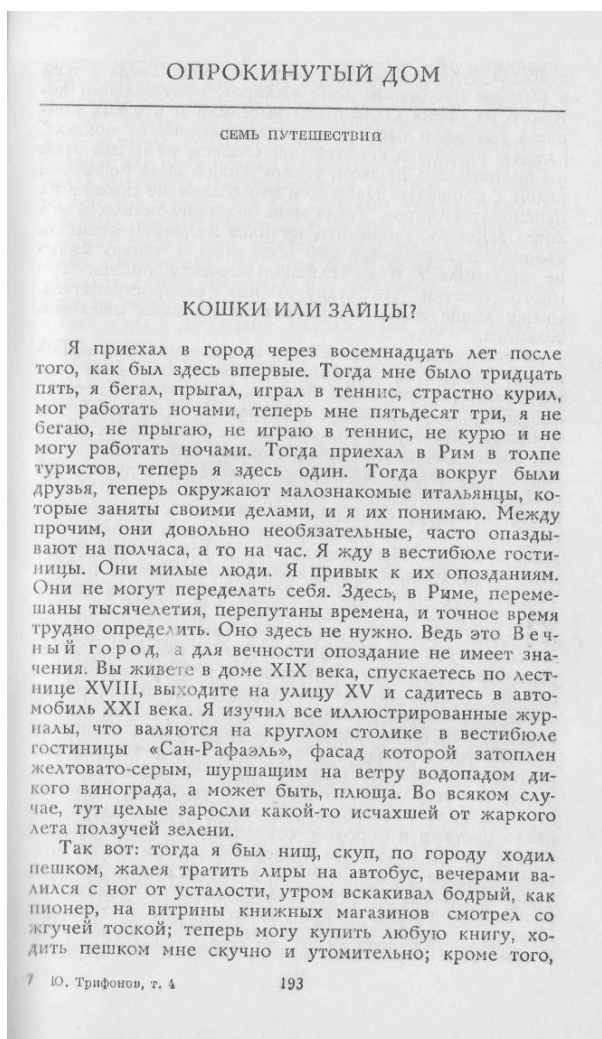 ОПРОКИНУТЫЙ ДОМ
СЕМЬ ПУТЕШЕСТВИЙ
КОШКИ ИЛИ ЗАЙЦЫ?
Я приехал в город через восемнадцать лет после
того, как был здесь впервые. Тогда мне было тридцать
пять, я бегал, прыгал, играл в теннис, страстно курил,
мог работать ночами, теперь мне пятьдесят три, я не
бегаю, не прыгаю, не играю в теннис, не курю и не
могу работать ночами. Тогда приехал в Рим в толпе
туристов, теперь я здесь один. Тогда вокруг были
друзья, теперь окружают малознакомые итальянцы, ко-
торые заняты своими делами, и я их понимаю. Между
прочим, они довольно необязательные, часто опазды-
вают на полчаса, а то на час. Я жду в вестибюле гости-
ницы. Они милые люди. Я привык к их опозданиям.
Они не могут переделать себя. Здесь, в Риме, переме-
шаны тысячелетия, перепутаны времена, и точное время
трудно определить. Оно здесь не нужно. Ведь это Веч-
ный город, а для вечности опоздание не имеет зна-
чения. Вы живете в доме XIX века, спускаетесь по лест-
нице XVIII, выходите на улицу XV и садитесь в авто-
мобиль XXI века. Я изучил все иллюстрированные жур-
налы, что валяются на круглом столике в вестибюле
гостиницы «Сан-Рафаэль», фасад которой затоплен
желтовато-серым, шуршащим на ветру водопадом ди-
кого винограда, а может быть, плюща. Во всяком слу-
чае, тут целые заросли какой-то исчахшей от жаркого
лета ползучей зелени.
Так вот: тогда я был нищ, скуп, по городу ходил
пешком, жалея тратить лиры на автобус, вечерами ва-
лился с ног от усталости, утром вскакивал бодрый, как
пионер, на витрины книжных магазинов смотрел со
жгучей тоской; теперь могу купить любую книгу, хо-
дить пешком мне скучно и утомительно; кроме того,
7 Ю. Трифонов, т. 4 193